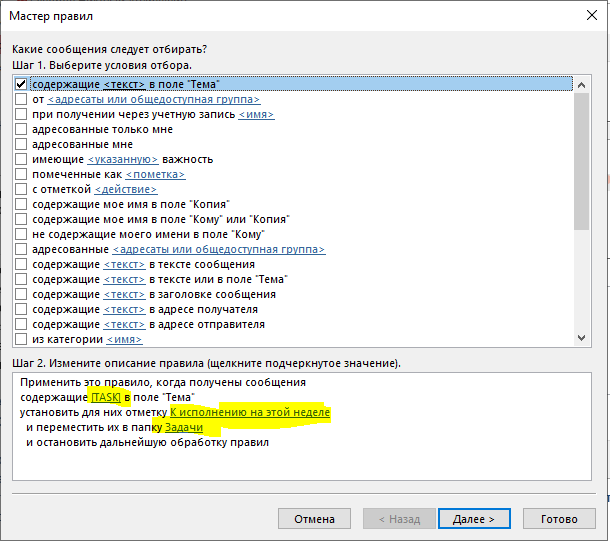 Мастер правил
Какие сообщения следует отбирать?
Шаг 1. Выберите условия отбора.
содержащие <текст> в поле "Тема"
от <адресаты или общедоступная группа>
при получении через учетную запись <имя>
адресованные только мне
адресованные мне
имеющие <указанную> важность
помеченные как <пометка>
с отметкой <действие>
содержащие мое имя в поле "Копия"
содержащие мое имя в поле "Кому" или "Копия"
не содержащие моего имени в поле "Кому"
адресованные <адресаты или общедоступная группа>
содержащие <текст> в тексте сообщения
содержащие <текст> в тексте или в поле "Тема"
содержащие <текст> в заголовке сообщения
содержащие <текст> в адресе получателя
содержащие <текст> в адресе отправителя
из категории <имя>
Шаг 2. Измените описание правила (щелкните подчеркнутое значение).
Применить это правило, когда получены сообщения
содержащие [TASK] в поле "Тема"
установить для них отметку К исполнению на этой неделе
и переместить их в папку Задачи
и остановить дальнейшую обработку правил
Отмена
< Назад
Далее >
Готово